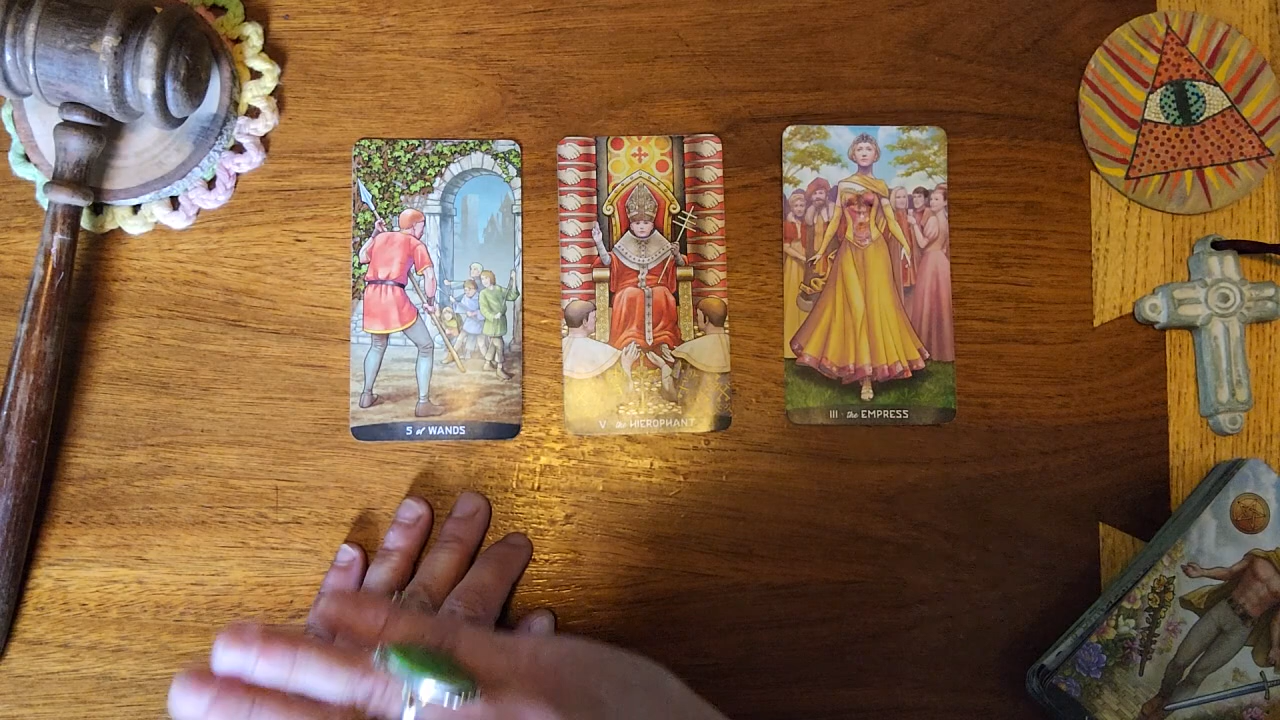 5 of WANDS
V · the HIEROPHANT
III · the EMPRESS